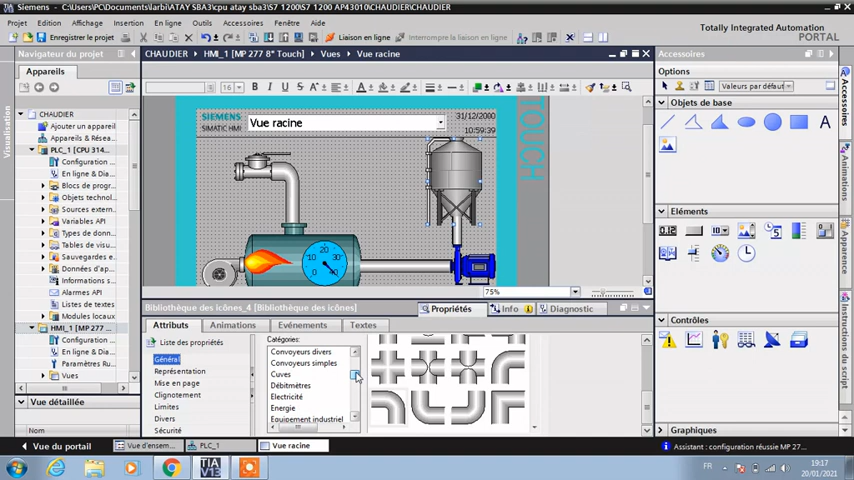 Siemens - C:\Users\PC\Documents\larbi\ATAY SBA3\cpu atay sba3\S7 1200\S7 1200 AP43010\CHAUDIER\CHAUDIER
Projet Edition Affichage Insertion En ligne Outils Accessoires Fenêtre Aide
Totally Integrated Automation
PORTAL
Enregistrer le projet
Liaison en ligne
Interrompre la liaison en ligne
Navigateur du projet
CHAUDIER HMI_1 [MP 277 8" Touch] Vues Vue racine
Accessoires
Appareils
Options
Valeurs par défaut
16
Visualisation
CHAUDIER
Ajouter un appareil
Appareils & Résea...
PLC_1 [CPU 314...
Configuration ...
En ligne & Dia...
Blocs de progr...
Objets technol...
Sources extern...
Variables API
Types de donn...
Tables de visu...
Sauvegardes e...
Données d'ap...
Informations s...
Alarmes API
Listes de textes
Modules locaux
HMI_1 [MP 277 ...
Configuration ...
En ligne & Dia...
Paramètres Ru...
Vues
Vue détaillée
SIEMENS
SIMATIC HMI
Vue racine
31/12/2000
10:59:39
TOUCH
0 10 20 30 40
75%
Objets de base
A
Eléments
0.12
10
5
Contrôles
Graphiques
Accessoires
Animations
Apparence
Instructions du script
Bibliothèque des icônes_4 [Bibliothèque des icônes]
Propriétés
Info
Diagnostic
Attributs Animations Evénements Textes
Liste des propriétés
Général
Représentation
Mise en page
Clignotement
Limites
Divers
Sécurité
Catégories:
Convoyeurs divers
Convoyeurs simples
Cuves
Débitmètres
Electricité
Energie
Equipement industriel
Vue du portail
Vue d'ensem...
PLC_1
Vue racine
Assistant : configuration réussie MP 27...
TIA
V13
FR
19:17
20/01/2021